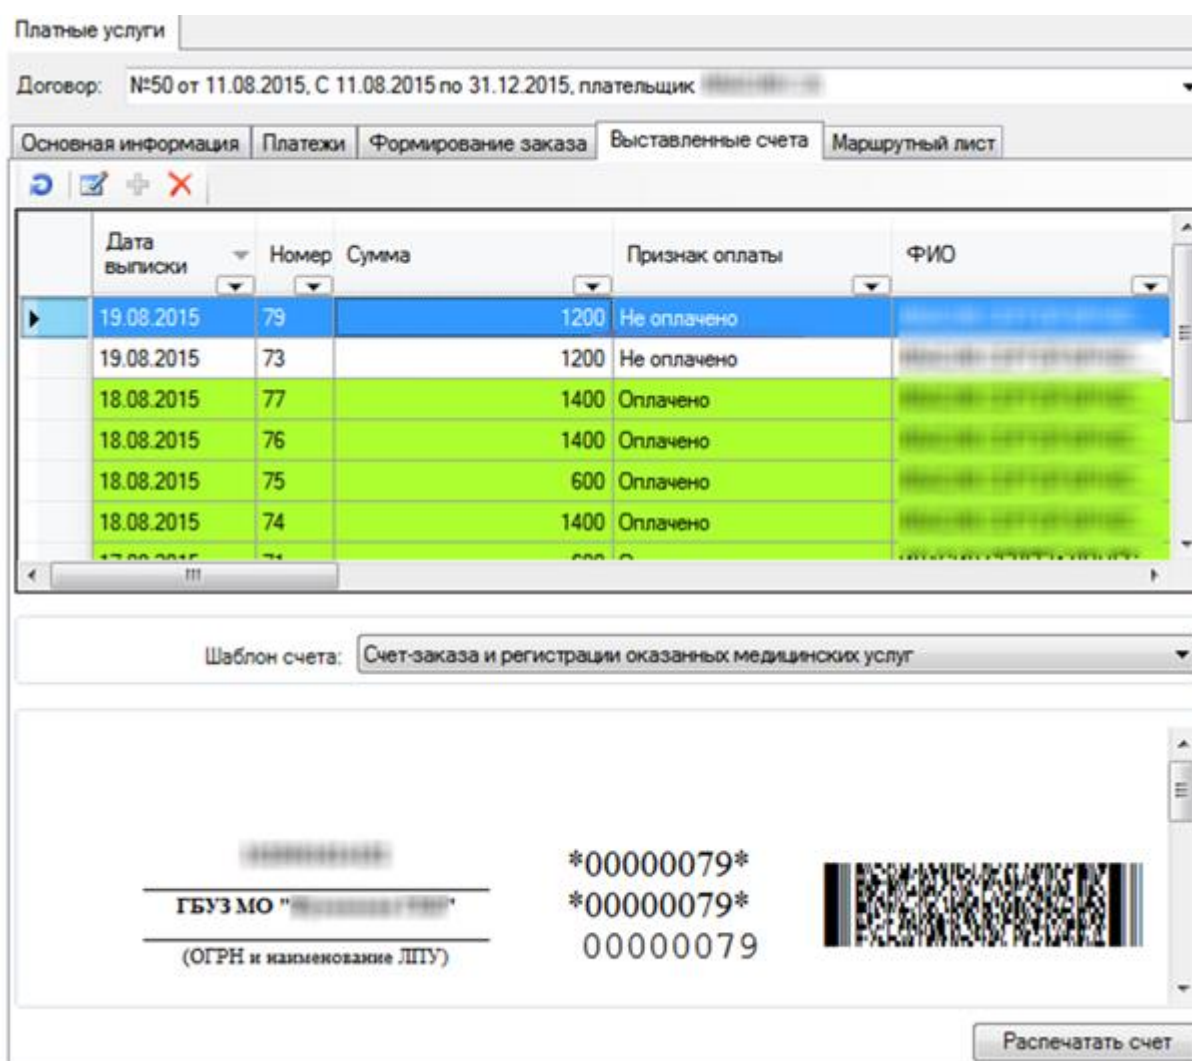 Платные услуги
Договор: №50 от 11.08.2015, С 11.08.2015 по 31.12.2015, плательщик
Основная информация Платежи Формирование заказа Выставленные счета Маршрутный лист
Дата выписки Номер Сумма Признак оплаты ФИО
19.08.2015 79 1200 Не оплачено
19.08.2015 73 1200 Не оплачено
18.08.2015 77 1400 Оплачено
18.08.2015 76 1400 Оплачено
18.08.2015 75 600 Оплачено
18.08.2015 74 1400 Оплачено
Шаблон счета: Счет-заказа и регистрации оказанных медицинских услуг
*00000079*
ГБУЗ МО " " *00000079*
(ОГРН и наименование ЛПУ) 00000079
Распечатать счет